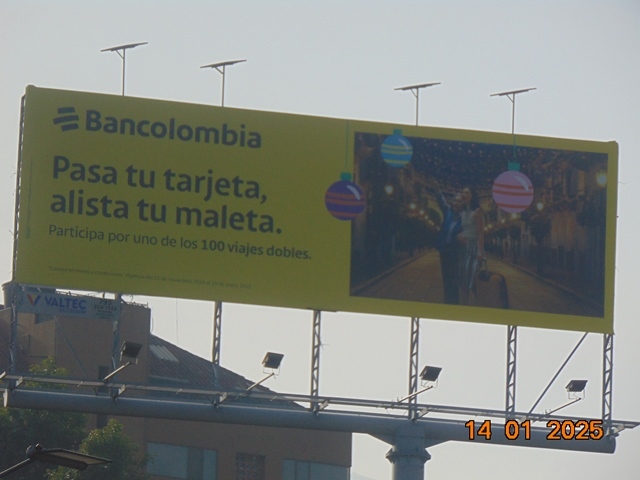 Bancolombia
Pasa tu tarjeta,
alista tu maleta.
Participa por uno de los 100 viajes dobles.
VALTEC
14 01 2025